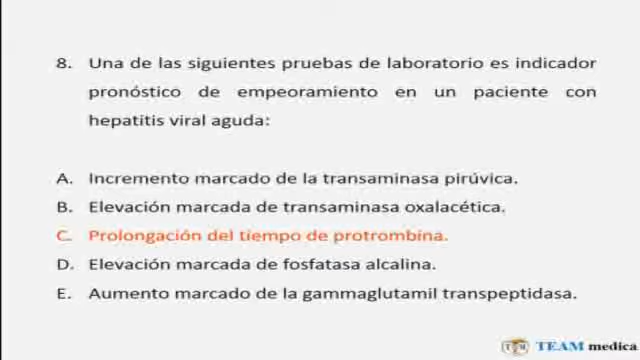 8. Una de las siguientes pruebas de laboratorio es indicador
pronóstico de empeoramiento en un paciente con
hepatitis viral aguda:
A. Incremento marcado de la transaminasa pirúvica.
B. Elevación marcada de transaminasa oxalacética.
C. Prolongación del tiempo de protrombina.
D. Elevación marcada de fosfatasa alcalina.
E. Aumento marcado de la gammaglutamil transpeptidasa.
TEAM medica